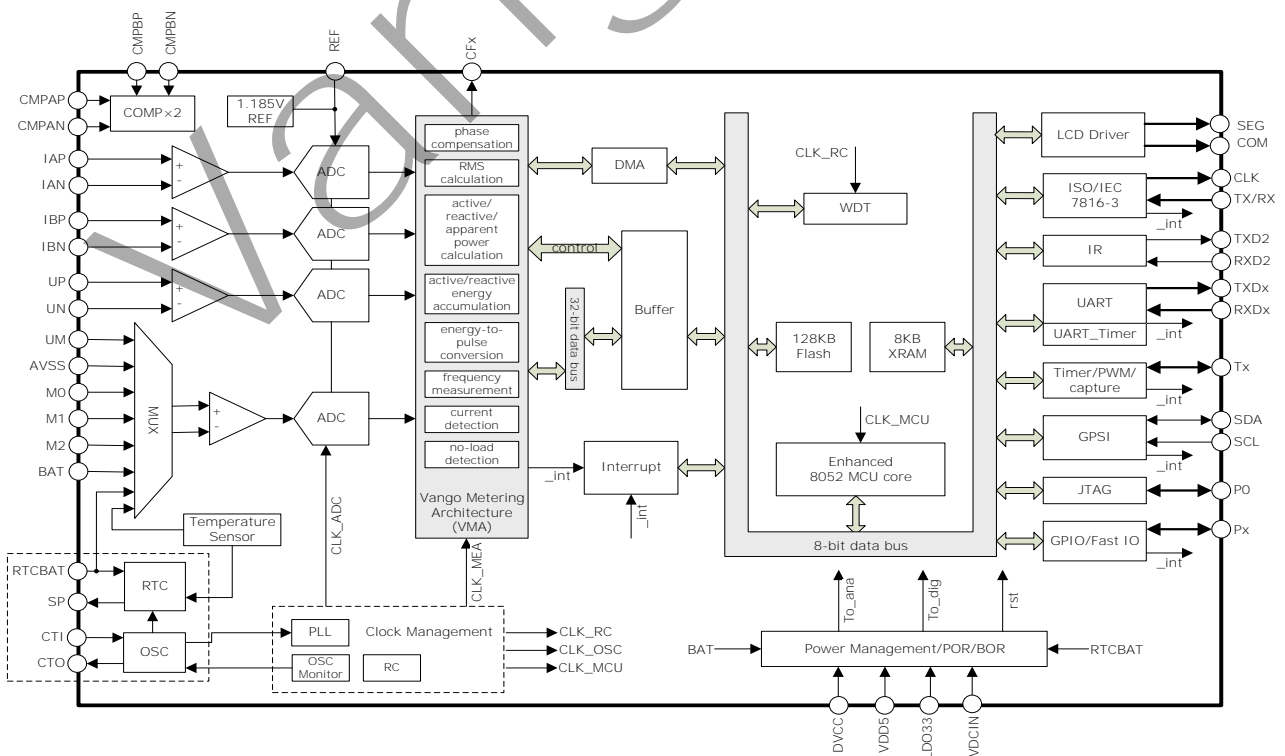 CMPBP
CMPBN
REF
CFx
CMPAP
CMPAN
COMP×2
1.185V
REF
IAP
IAN
IBP
IBN
UP
UN
UM
AVSS
M0
M1
M2
BAT
RTCBAT
SP
CTI
CTO
+
-
+
-
+
-
+
-
ADC
ADC
ADC
ADC
MUX
Temperature
Sensor
RTC
OSC
phase
compensation
RMS
calculation
active/
reactive/
apparent
power
calculation
active/reactive
energy
accumulation
energy-to-
pulse
conversion
frequency
measurement
current
detection
no-load
detection
Vango Metering
Architecture
(VMA)
CLK_ADC
CLK_MEA
PLL
Clock Management
OSC
Monitor
RC
CLK_RC
CLK_OSC
CLK_MCU
DMA
control
32-bit data bus
Buffer
_int
Interrupt
_int
CLK_RC
WDT
128KB
Flash
8KB
XRAM
CLK_MCU
Enhanced
8052 MCU core
8-bit data bus
To_ana
To_dig
rst
BAT
Power Management/POR/BOR
RTCBAT
DVCC
VDD5
LDO33
VDCIN
LCD Driver
SEG
COM
ISO/IEC
7816-3
CLK
TX/RX
_int
IR
TXD2
RXD2
UART
UART_Timer
TXDx
RXDx
_int
Timer/PWM/
capture
Tx
_int
GPSI
SDA
SCL
_int
JTAG
P0
GPIO/Fast IO
Px
_int